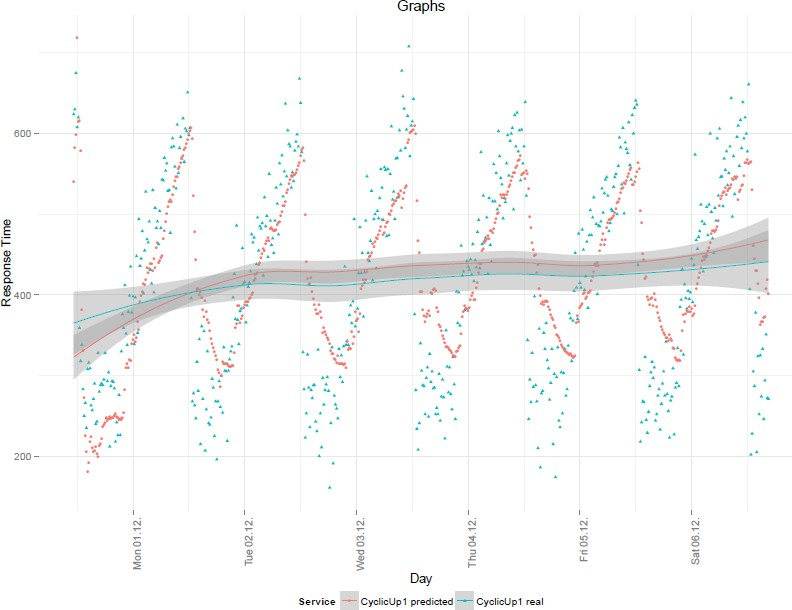 Graphs
Response Time
600
400
200
Mon 01.12.
Tue 02.12.
Wed 03.12.
Thu 04.12.
Fri 05.12.
Sat 06.12.
Day
Service CyclicUp1 predicted CyclicUp1 real